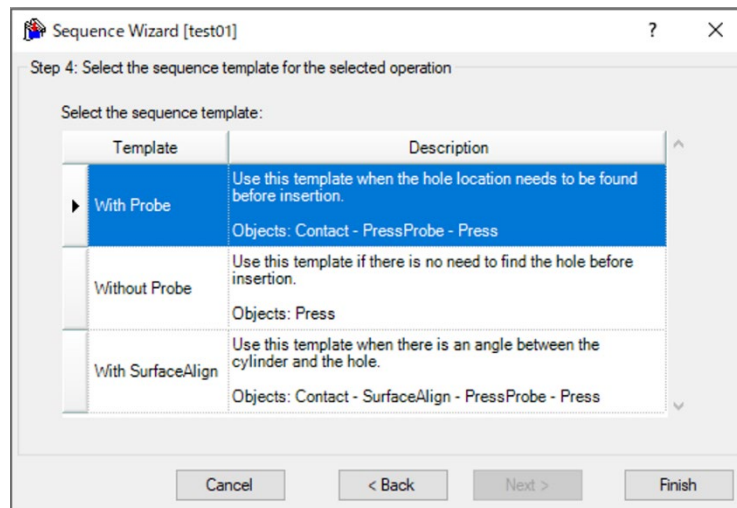 Sequence Wizard [test01]
Step 4: Select the sequence template for the selected operation
Select the sequence template:
Template Description
With Probe
Use this template when the hole location needs to be found
before insertion.
Objects: Contact - PressProbe - Press
Without Probe
Use this template if there is no need to find the hole before
insertion.
Objects: Press
With SurfaceAlign
Use this template when there is an angle between the
cylinder and the hole.
Objects: Contact - SurfaceAlign - PressProbe - Press
Cancel < Back Next > Finish